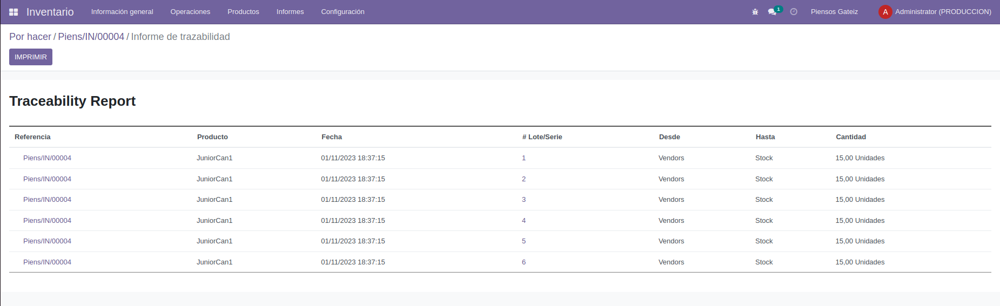 Inventario Información general Operaciones Productos Informes Configuración 1 Piensos Gateiz A Administrator (PRODUCCION)
Por hacer / Piens/IN/00004 / Informe de trazabilidad
IMPRIMIR
Traceability Report
Referencia Producto Fecha # Lote/Serie Desde Hasta Cantidad
Piens/IN/00004 JuniorCan1 01/11/2023 18:37:15 1 Vendors Stock 15,00 Unidades
Piens/IN/00004 JuniorCan1 01/11/2023 18:37:15 2 Vendors Stock 15,00 Unidades
Piens/IN/00004 JuniorCan1 01/11/2023 18:37:15 3 Vendors Stock 15,00 Unidades
Piens/IN/00004 JuniorCan1 01/11/2023 18:37:15 4 Vendors Stock 15,00 Unidades
Piens/IN/00004 JuniorCan1 01/11/2023 18:37:15 5 Vendors Stock 15,00 Unidades
Piens/IN/00004 JuniorCan1 01/11/2023 18:37:15 6 Vendors Stock 15,00 Unidades